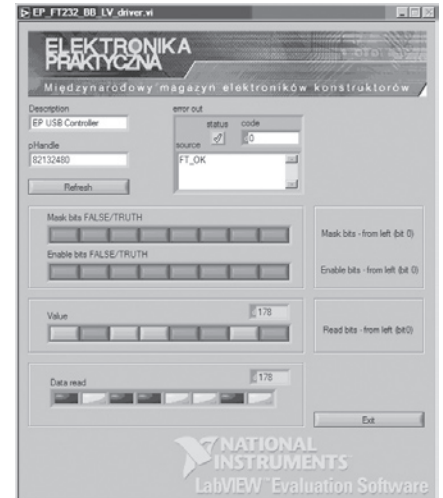 EP_FT232_BB_LV_driver.vi
ELEKTRONIKA
PRAKTYCZNA
Międzynarodowy magazyn elektroników konstruktorów
Description
EP USB Controller
pHandle
82132480
Refresh
error out
status
code
0
source
FT_OK
Mask bits FALSE/TRUTH
Enable bits FALSE/TRUTH
Mask bits - from left (bit 0)
Enable bits - from left (bit 0)
Value
178
Read bits - from left (bit0)
Data read
178
Exit
NATIONAL
INSTRUMENTS
LabVIEW™ Evaluation Software